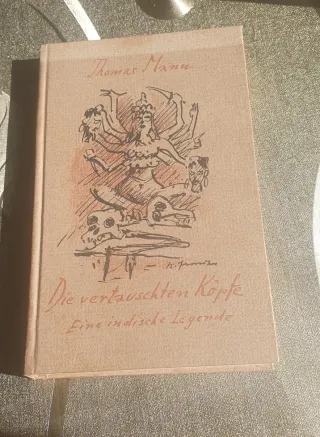 Thomas Mann
Die vertauschten Köpfe
Eine indische Legende